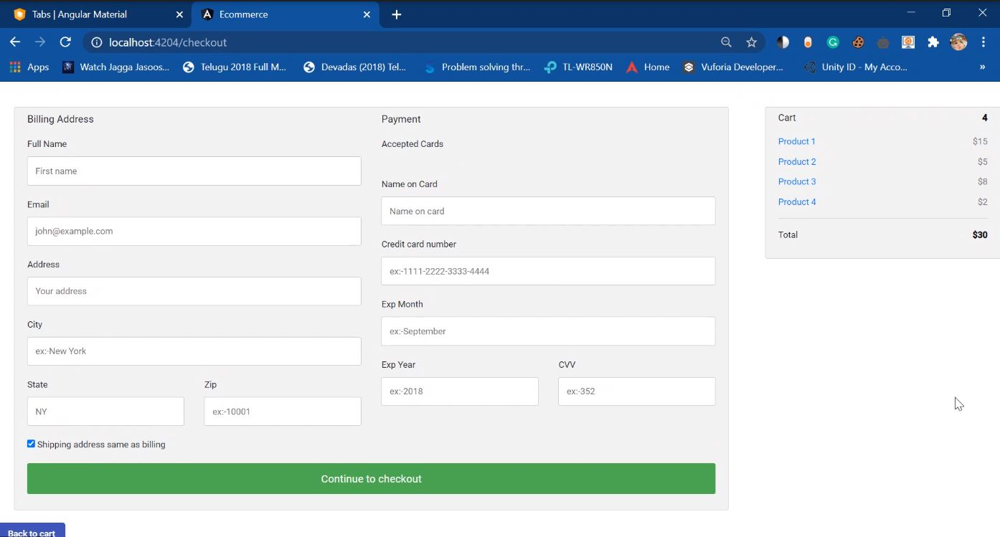 Tabs | Angular Material
Ecommerce
localhost:4204/checkout
Apps
Watch Jagga Jasoos...
Telugu 2018 Full M...
Devadas (2018) Tel...
Problem solving thr...
TL-WR850N
Home
Vuforia Developer...
Unity ID - My Acco...
»
Billing Address
Full Name
First name
Email
john@example.com
Address
Your address
City
ex:-New York
State
Zip
NY
ex:-10001
Shipping address same as billing
Payment
Accepted Cards
Name on Card
Name on card
Credit card number
ex:-1111-2222-3333-4444
Exp Month
ex:-September
Exp Year
CVV
ex:-2018
ex:-352
Continue to checkout
Cart 4
Product 1 $15
Product 2 $5
Product 3 $8
Product 4 $2
Total $30
Back to cart